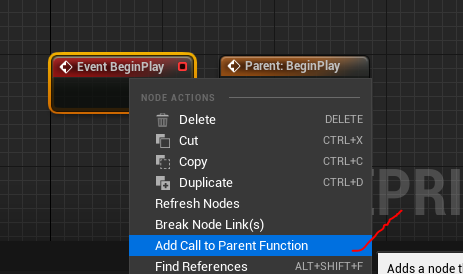 Event BeginPlay
Parent: BeginPlay
NODE ACTIONS
Delete DELETE
Cut CTRL+X
Copy CTRL+C
Duplicate CTRL+D
Refresh Nodes
Break Node Link(s)
Add Call to Parent Function
Find References ALT+SHIFT+F
Adds a node t
EPRI